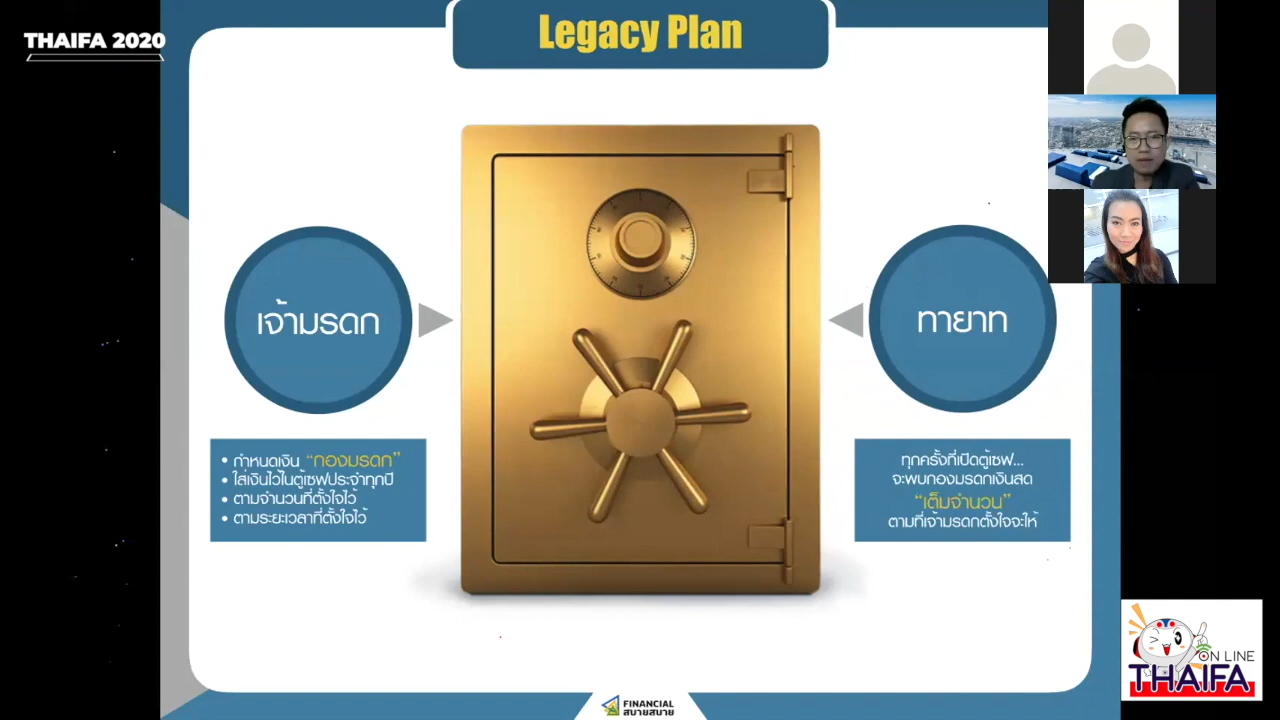 THAIFA 2020
Legacy Plan
เจ้ามรดก
ทายาท
• กำหนดเงิน “กองมรดก”
• ใส่เงินไว้ในตู้เซฟประจำทุกปี
• ตามจำนวนที่ตั้งใจไว้
• ตามระยะเวลาที่ตั้งใจไว้
ทุกครั้งที่เปิดตู้เซฟ...
จะพบกองมรดกเงินสด
“เต็มจำนวน”
ตามที่เจ้ามรดกตั้งใจจะให้
FINANCIAL
สบายสบาย
ON LINE
THAIFA